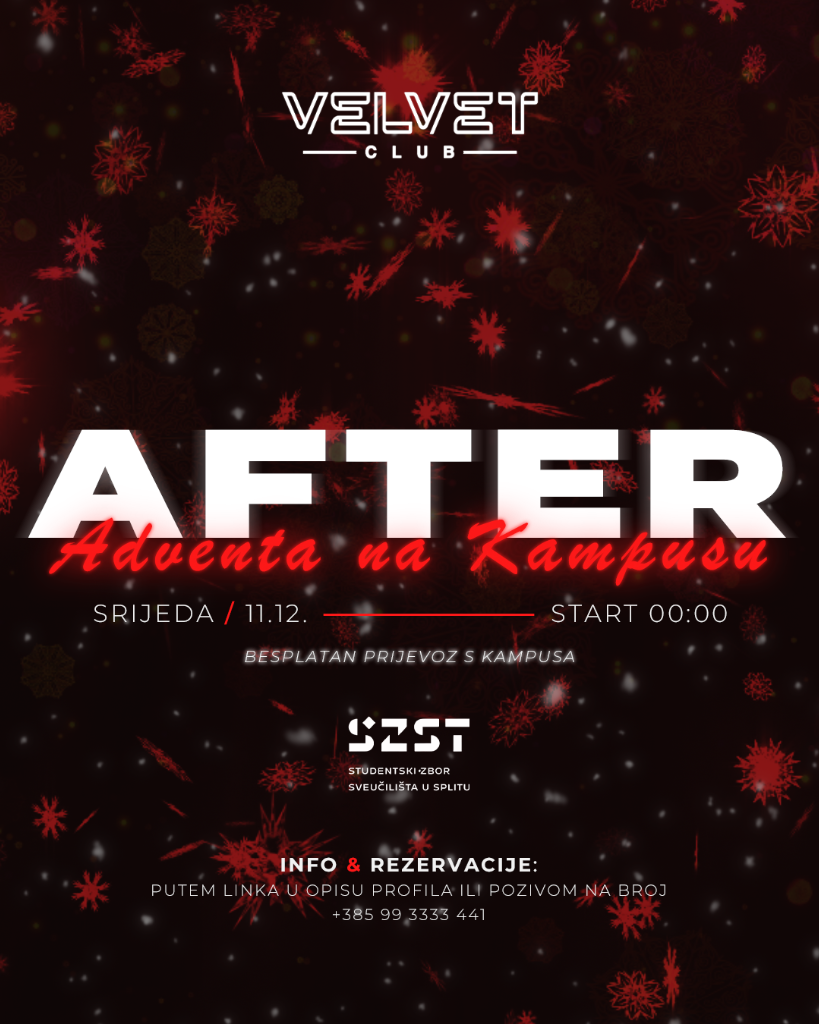 VELVET
CLUB
AFTER
Adventa na Kampusu
SRIJEDA / 11.12. START 00:00
BESPLATAN PRIJEVOZ S KAMPUSA
SZST
STUDENTSKI ZBOR
SVEUČILIŠTA U SPLITU
INFO & REZERVACIJE:
PUTEM LINKA U OPISU PROFILA ILI POZIVOM NA BROJ
+385 99 3333 441